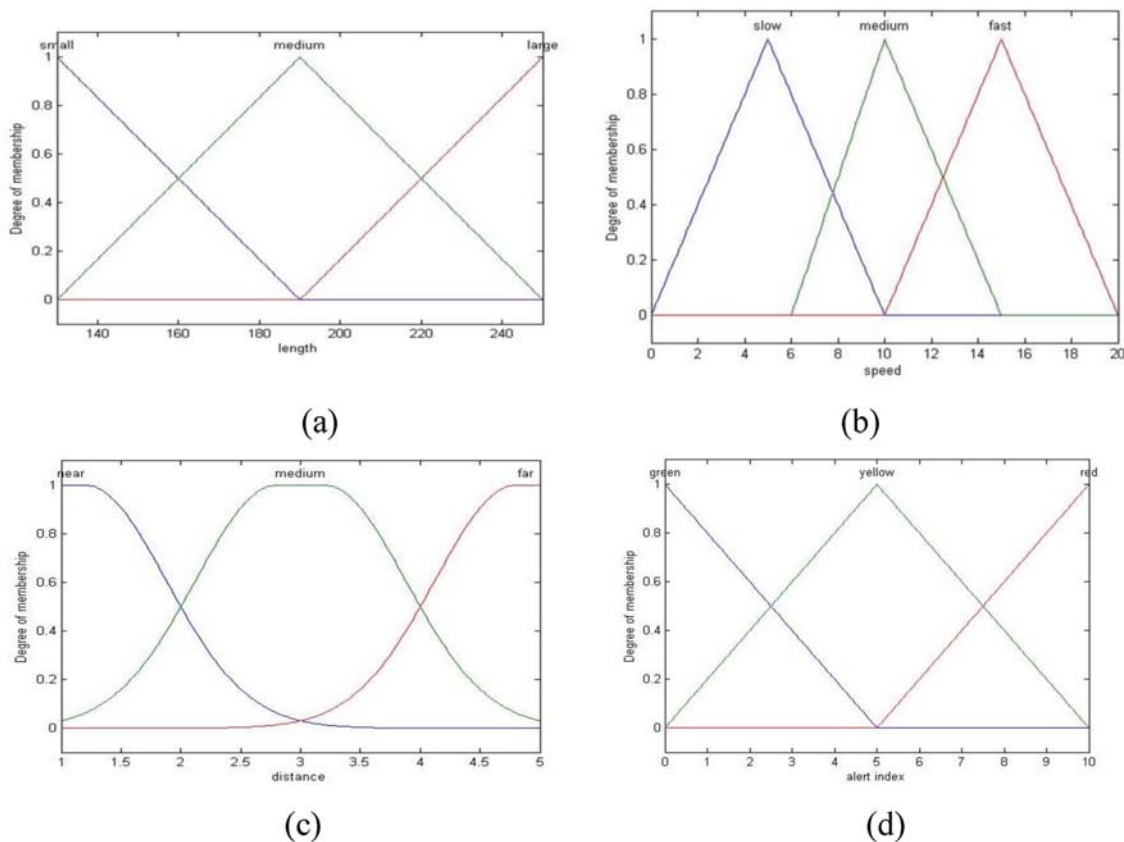 small medium large
1
0.8
0.6
0.4
0.2
0
Degree of membership
140 160 180 200 220 240
length
(a)
slow medium fast
1
0.8
0.6
0.4
0.2
0
Degree of membership
0 2 4 6 8 10 12 14 16 18 20
speed
(b)
near medium far
1
0.8
0.6
0.4
0.2
0
Degree of membership
1 1.5 2 2.5 3 3.5 4 4.5 5
distance
(c)
green yellow red
1
0.8
0.6
0.4
0.2
0
Degree of membership
0 1 2 3 4 5 6 7 8 9 10
alert index
(d)